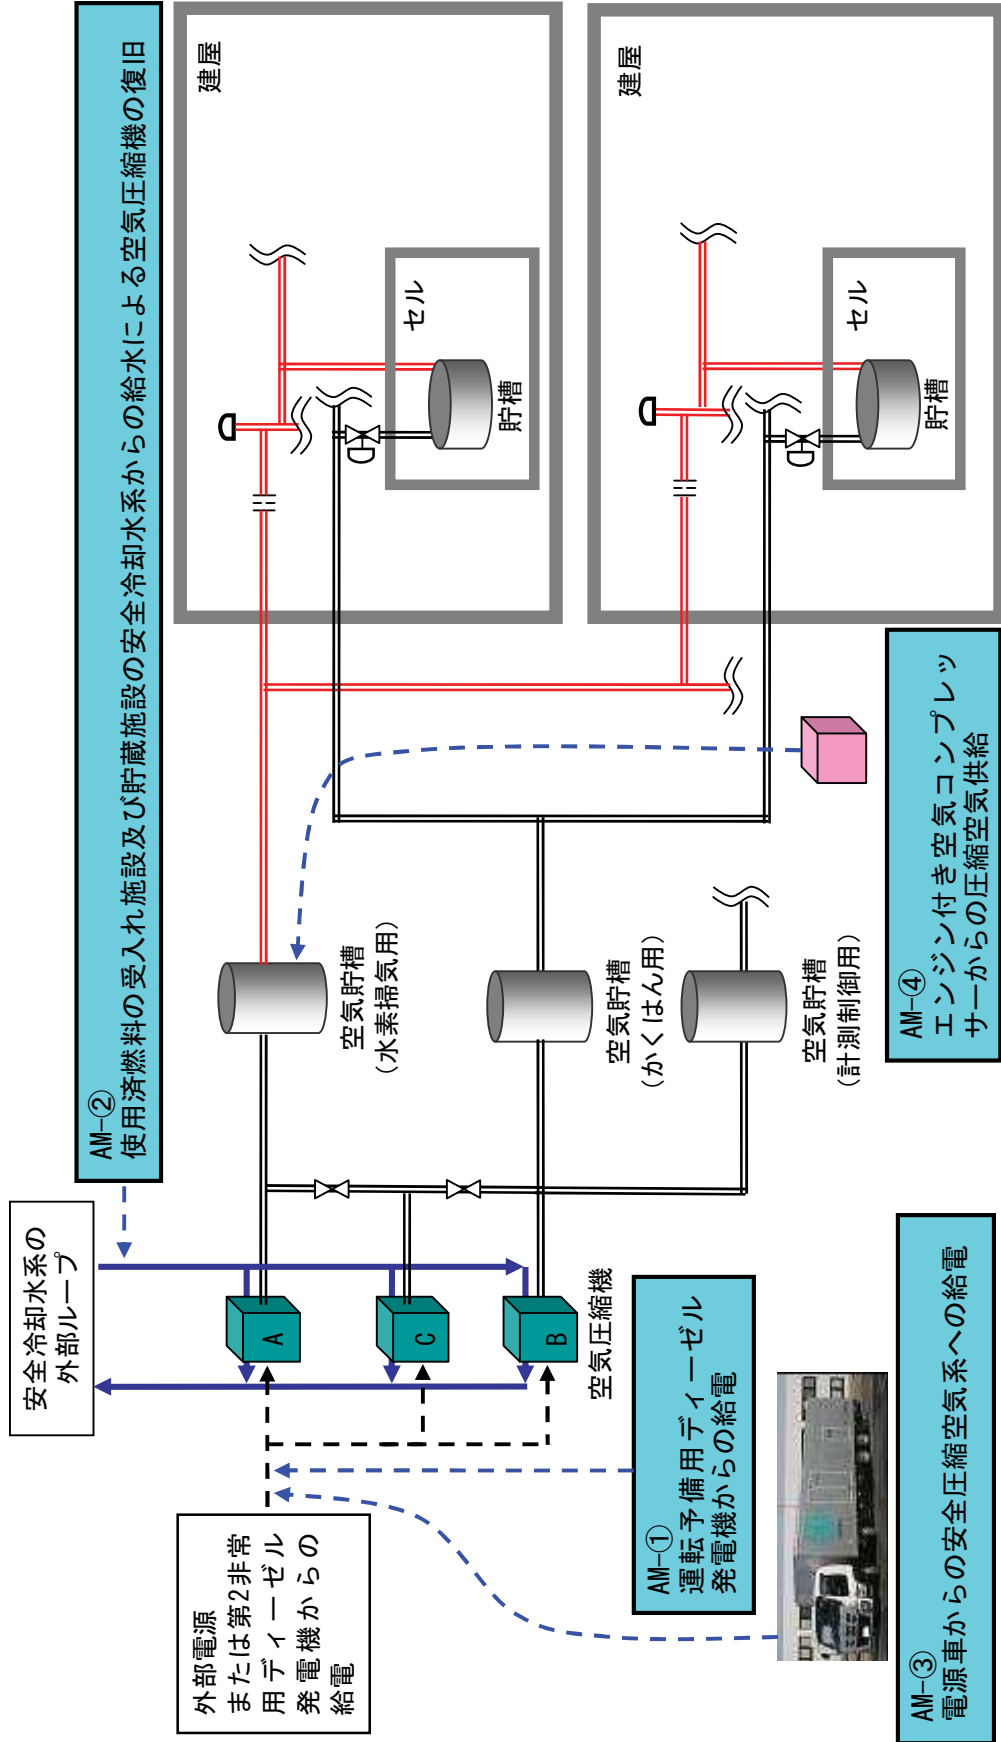 AM-②
使用済燃料の受入れ施設及び貯蔵施設の安全冷却水系からの給水による空気圧縮機の復旧
安全冷却水系の
外部ループ
建屋
セル
貯槽
建屋
セル
貯槽
空気貯槽
(水素掃気用)
空気貯槽
(かくはん用)
空気貯槽
(計測制御用)
A
C
B
空気圧縮機
外部電源
または第2非常
用ディーゼル
発電機からの
給電
AM-①
運転予備用ディーゼル
発電機からの給電
AM-③
電源車からの安全圧縮空気系への給電
AM-④
エンジン付き空気コンプレッ
サーからの圧縮空気供給